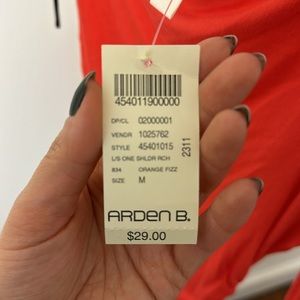 454011900000
DP/CL 02000001
VENDR 1025762
STYLE 45401015
L/S ONE SHLDR RCH
834 ORANGE FIZZ
SIZE M
2311
ARDEN B.
$29.00